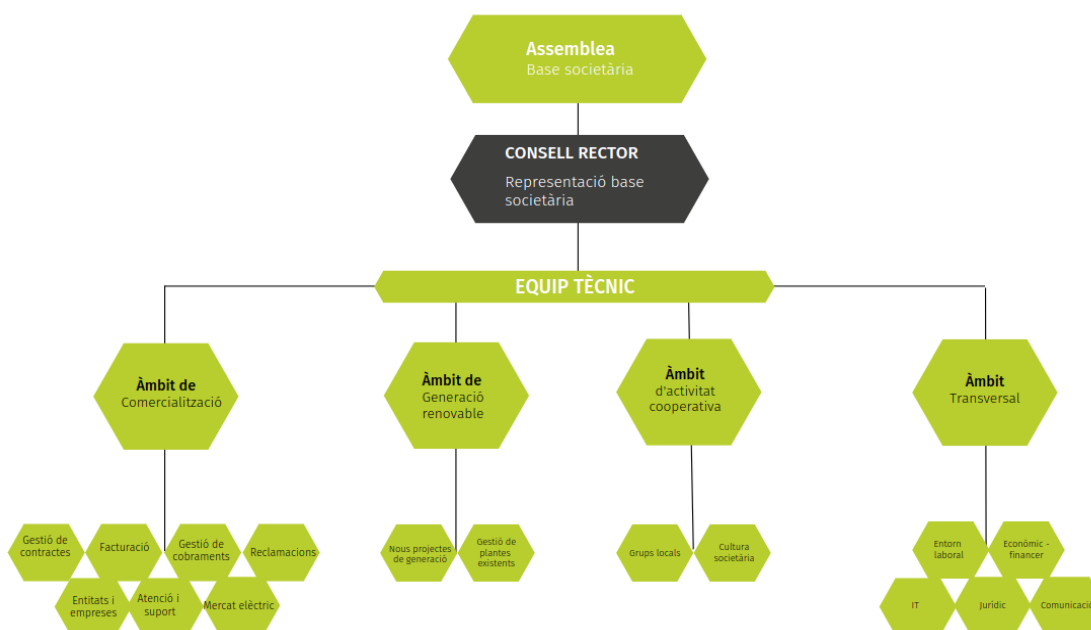 Assemblea
Base societària
CONSELL RECTOR
Representació base
societària
EQUIP TÈCNIC
Àmbit de
Comercialització
Àmbit de
Generació
renovable
Àmbit
d'activitat
cooperativa
Àmbit
Transversal
Gestió de
contractes
Facturació
Gestió de
cobraments
Reclamacions
Entitats i
empreses
Atenció i
suport
Mercat elèctric
Nous projectes
de generació
Gestió de
plantes
existents
Grups locals
Cultura
societària
Entorn
laboral
Econòmic -
financer
IT
Jurídic
Comunicació